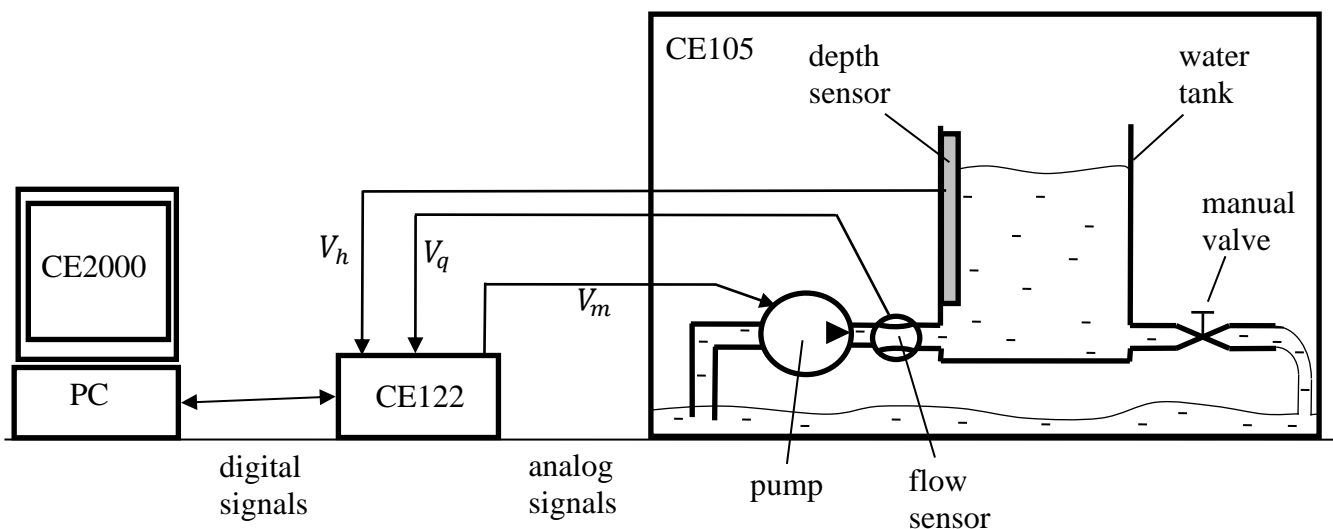 CE105
depth
sensor
water
tank
manual
valve
CE2000
V_h
V_q
V_m
PC
CE122
digital
signals
analog
signals
pump
flow
sensor